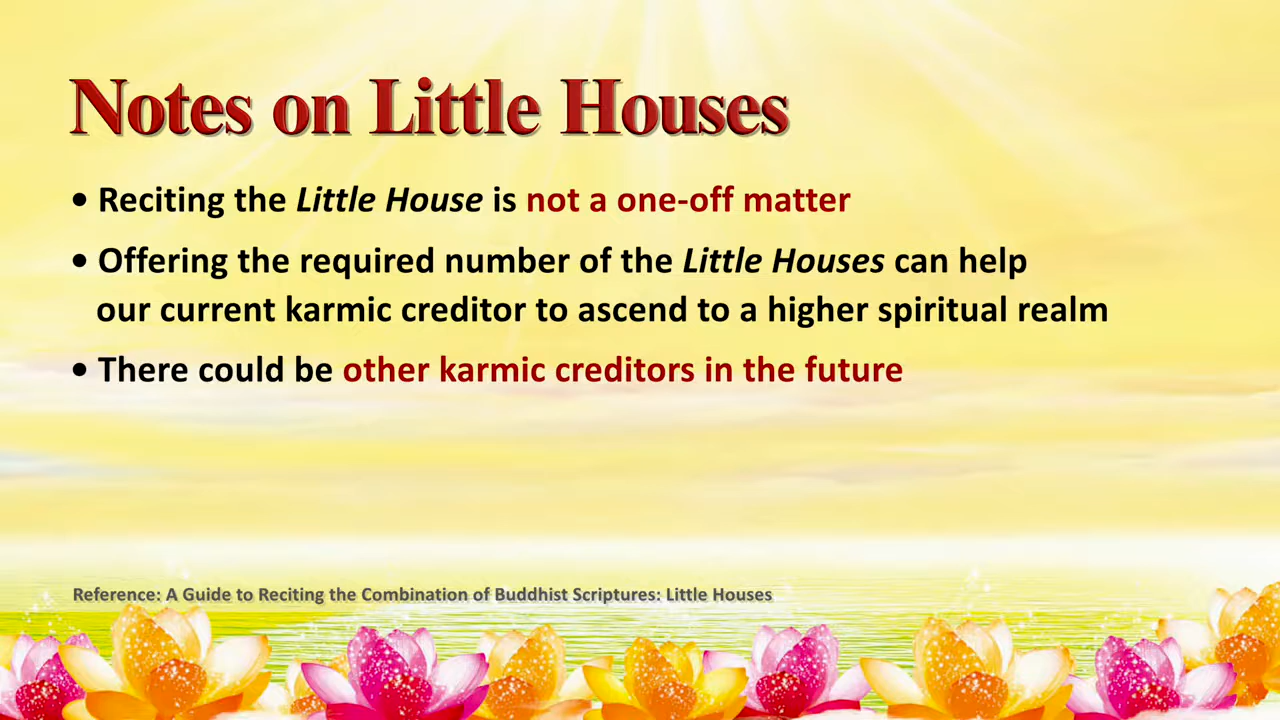 Notes on Little Houses
• Reciting the Little House is not a one-off matter
• Offering the required number of the Little Houses can help
our current karmic creditor to ascend to a higher spiritual realm
• There could be other karmic creditors in the future
Reference: A Guide to Reciting the Combination of Buddhist Scriptures: Little Houses